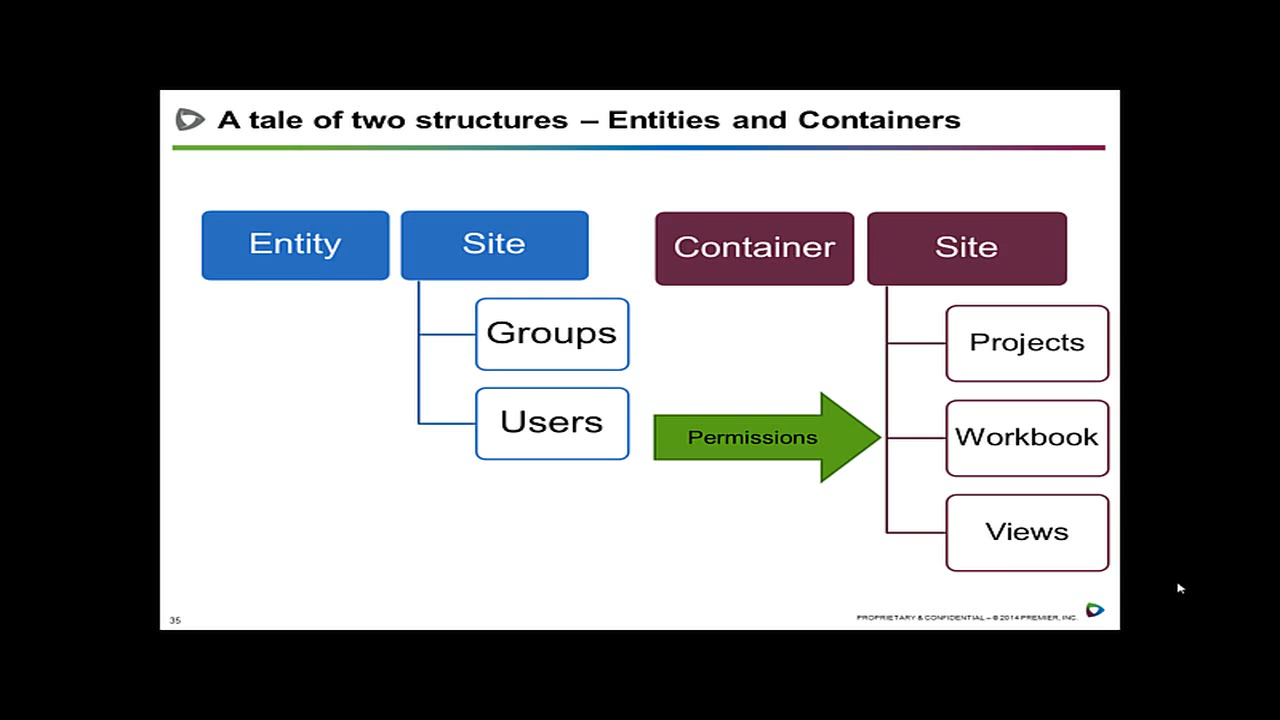 A tale of two structures – Entities and Containers
Entity
Site
Groups
Users
Permissions
Container
Site
Projects
Workbook
Views
35
PROPRIETARY & CONFIDENTIAL – © 2014 PREMIER, INC.